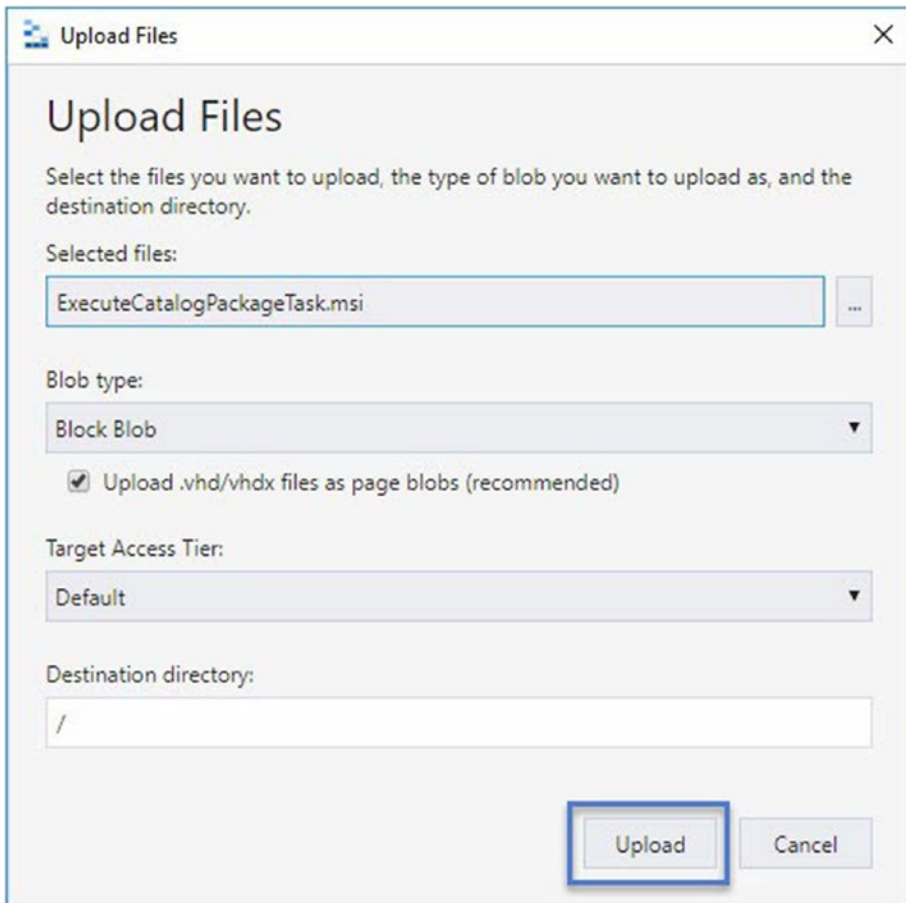 Upload Files
Upload Files
Select the files you want to upload, the type of blob you want to upload as, and the
destination directory.
Selected files:
ExecuteCatalogPackageTask.msi
...
Blob type:
Block Blob
Upload .vhd/vhdx files as page blobs (recommended)
Target Access Tier:
Default
Destination directory:
/
Upload Cancel